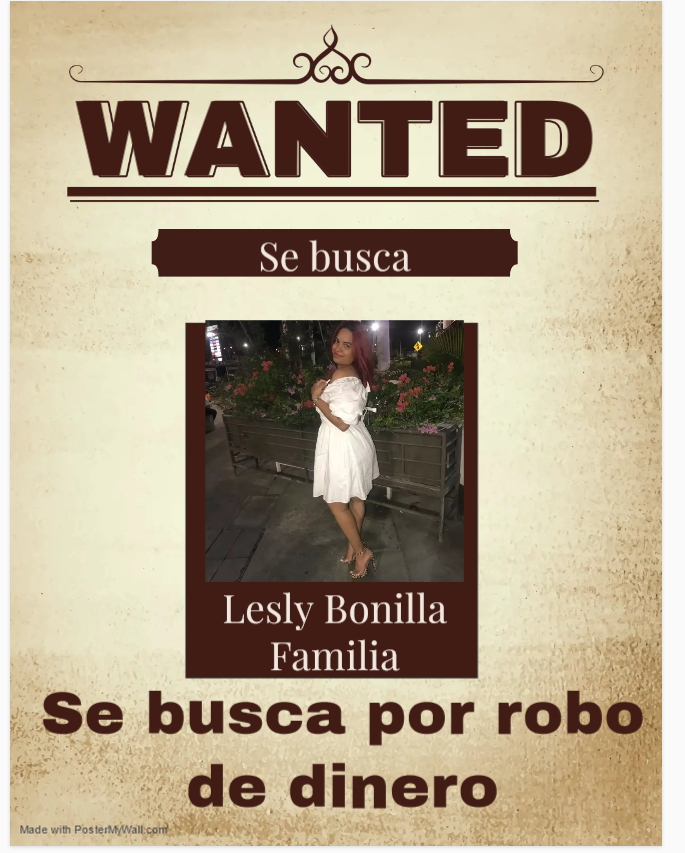 WANTED
Se busca
Lesly Bonilla
Familia
Se busca por robo
de dinero
Made with PosterMyWall.com